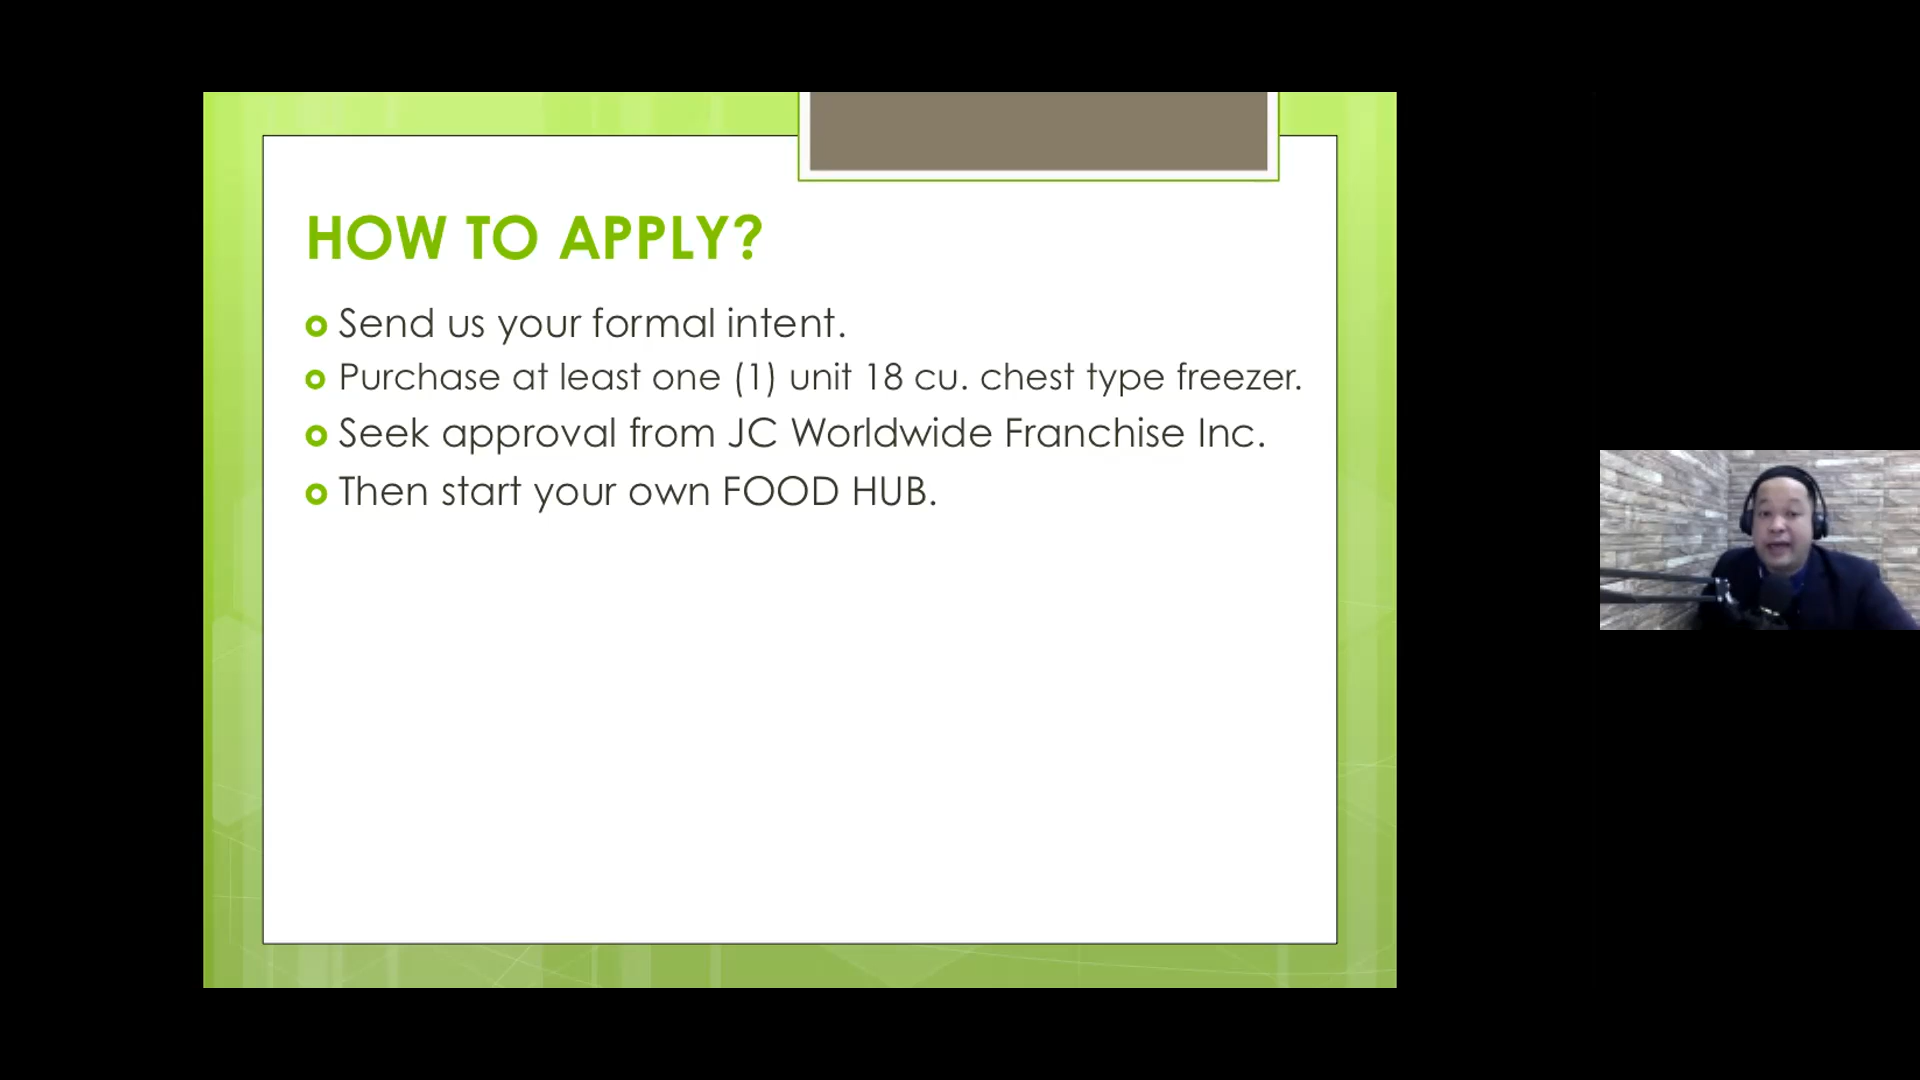 HOW TO APPLY?
Send us your formal intent.
Purchase at least one (1) unit 18 cu. chest type freezer.
Seek approval from JC Worldwide Franchise Inc.
Then start your own FOOD HUB.